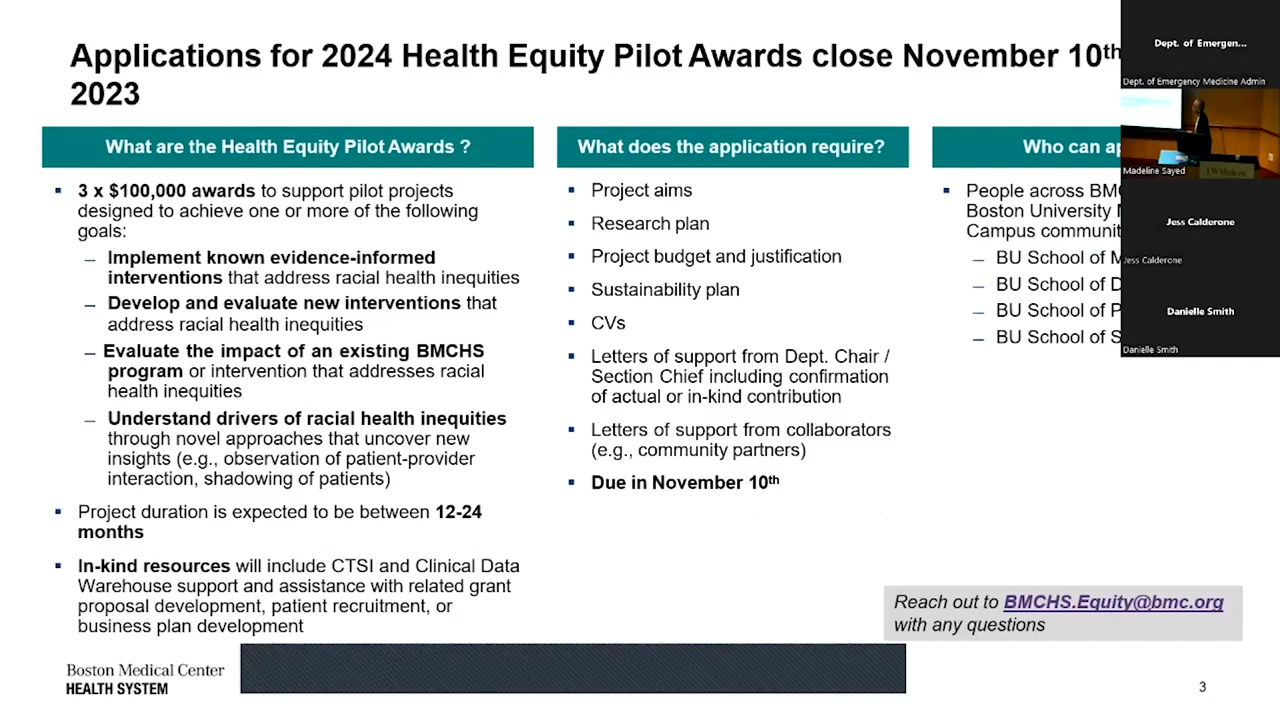 Applications for 2024 Health Equity Pilot Awards close November 10th
2023
What are the Health Equity Pilot Awards ?
▪ 3 x $100,000 awards to support pilot projects
designed to achieve one or more of the following
goals:
– Implement known evidence-informed
interventions that address racial health inequities
– Develop and evaluate new interventions that
address racial health inequities
– Evaluate the impact of an existing BMCHS
program or intervention that addresses racial
health inequities
– Understand drivers of racial health inequities
through novel approaches that uncover new
insights (e.g., observation of patient-provider
interaction, shadowing of patients)
▪ Project duration is expected to be between 12-24
months
▪ In-kind resources will include CTSI and Clinical Data
Warehouse support and assistance with related grant
proposal development, patient recruitment, or
business plan development
What does the application require?
▪ Project aims
▪ Research plan
▪ Project budget and justification
▪ Sustainability plan
▪ CVs
▪ Letters of support from Dept. Chair /
Section Chief including confirmation
of actual or in-kind contribution
▪ Letters of support from collaborators
(e.g., community partners)
▪ Due in November 10th
Who can
▪ People across
Boston University
Campus
– BU School of
– BU School of
– BU School of
– BU School of
Reach out to BMCHS.Equity@bmc.org
with any questions
Boston Medical Center
HEALTH SYSTEM
3
Dept. of Emergen...
Dept. of Emergency Medicine Admin
UW Medicine
Madeline Sayed
Jess Calderone
Jess Calderone
Danielle Smith
Danielle Smith